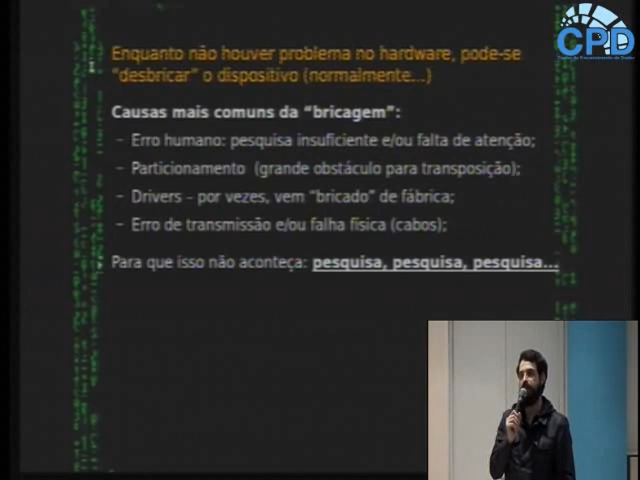 CPD
Enquanto não houver problema no hardware, pode-se
"desbricar" o dispositivo (normalmente...)
Causas mais comuns da "bricagem":
– Erro humano: pesquisa insuficiente e/ou falta de atenção;
– Particionamento (grande obstáculo para transposição);
– Drivers – por vezes, vem "bricado" de fábrica;
– Erro de transmissão e/ou falha física (cabos);
Para que isso não aconteça: pesquisa, pesquisa, pesquisa...